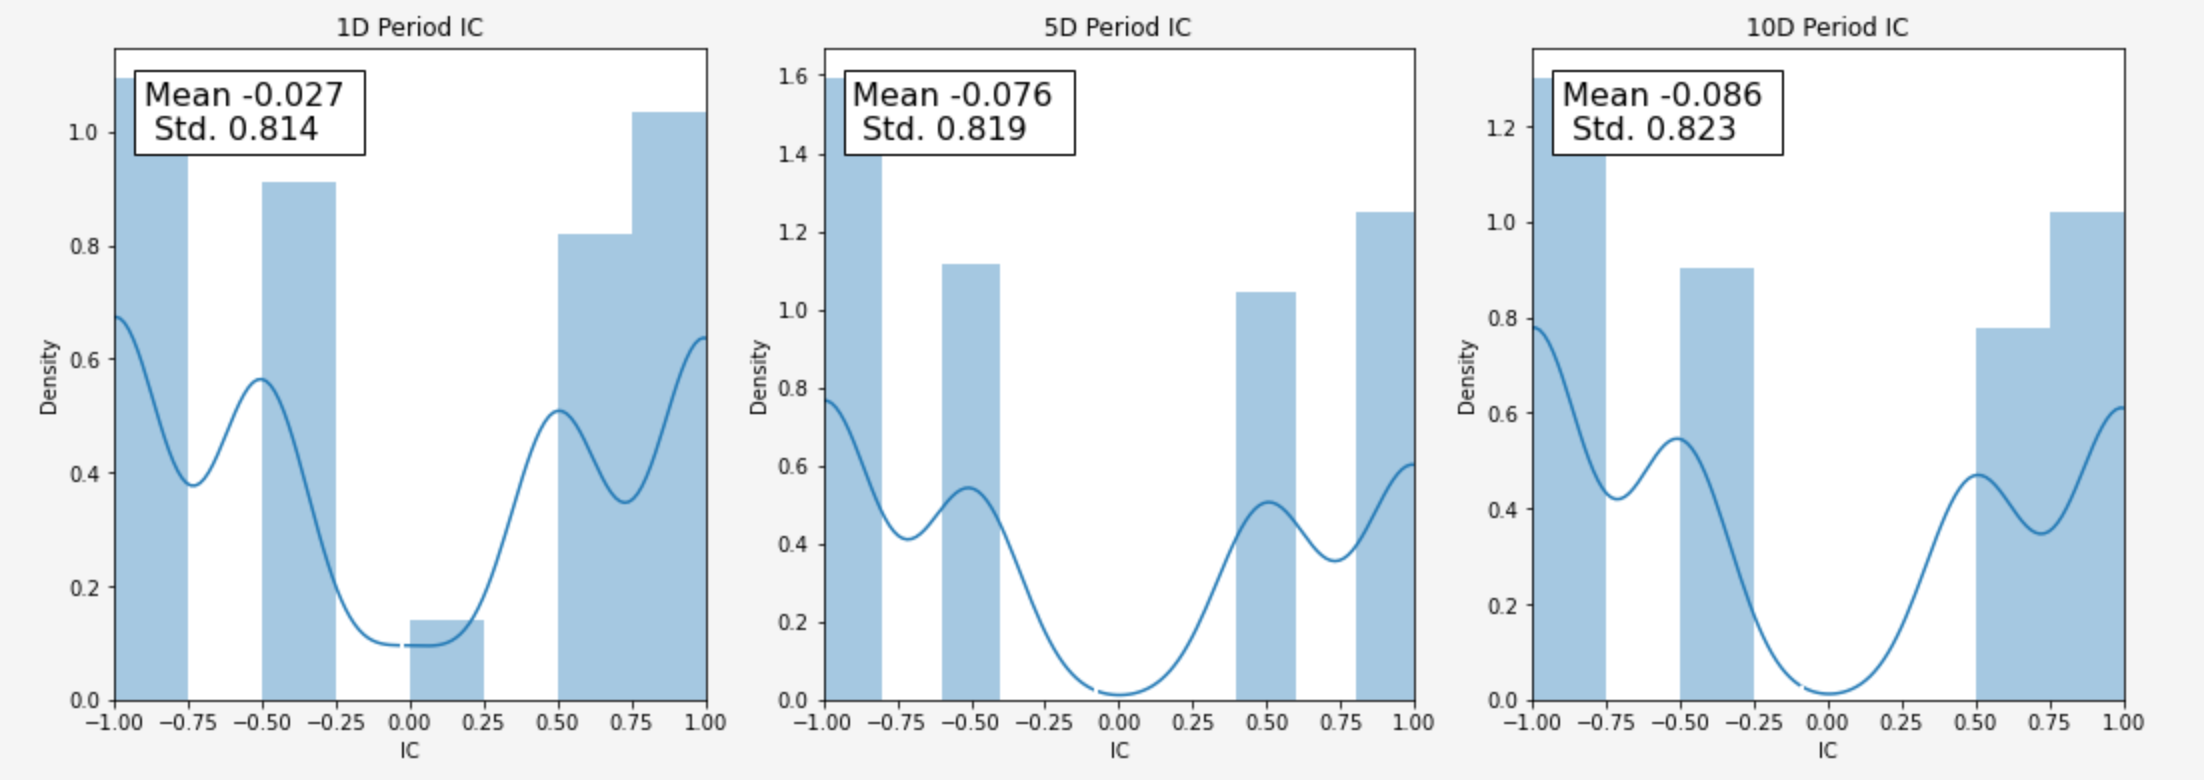 1D Period IC
Mean -0.027
Std. 0.814
1.0
0.8
0.6
0.4
0.2
0.0
Density
−1.00 −0.75 −0.50 −0.25 0.00 0.25 0.50 0.75 1.00
IC
5D Period IC
Mean -0.076
Std. 0.819
1.6
1.4
1.2
1.0
0.8
0.6
0.4
0.2
0.0
Density
−1.00 −0.75 −0.50 −0.25 0.00 0.25 0.50 0.75 1.00
IC
10D Period IC
Mean -0.086
Std. 0.823
1.2
1.0
0.8
0.6
0.4
0.2
0.0
Density
−1.00 −0.75 −0.50 −0.25 0.00 0.25 0.50 0.75 1.00
IC